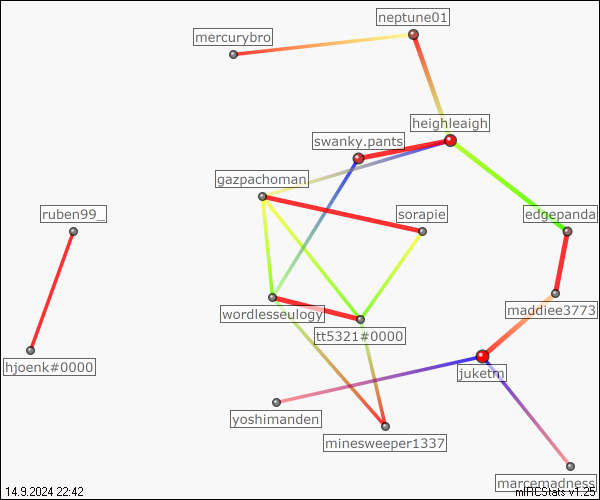 neptune01
mercurybro
heighleaigh
swanky.pants
gazpachoman
ruben99_
sorapie
edgepanda
maddiee3773
wordlesseulogy
tt5321#0000
hjoenk#0000
juketm
yoshimanden
minesweeper1337
marcemadness
14.9.2024 22:42
mIRCStats v1.25